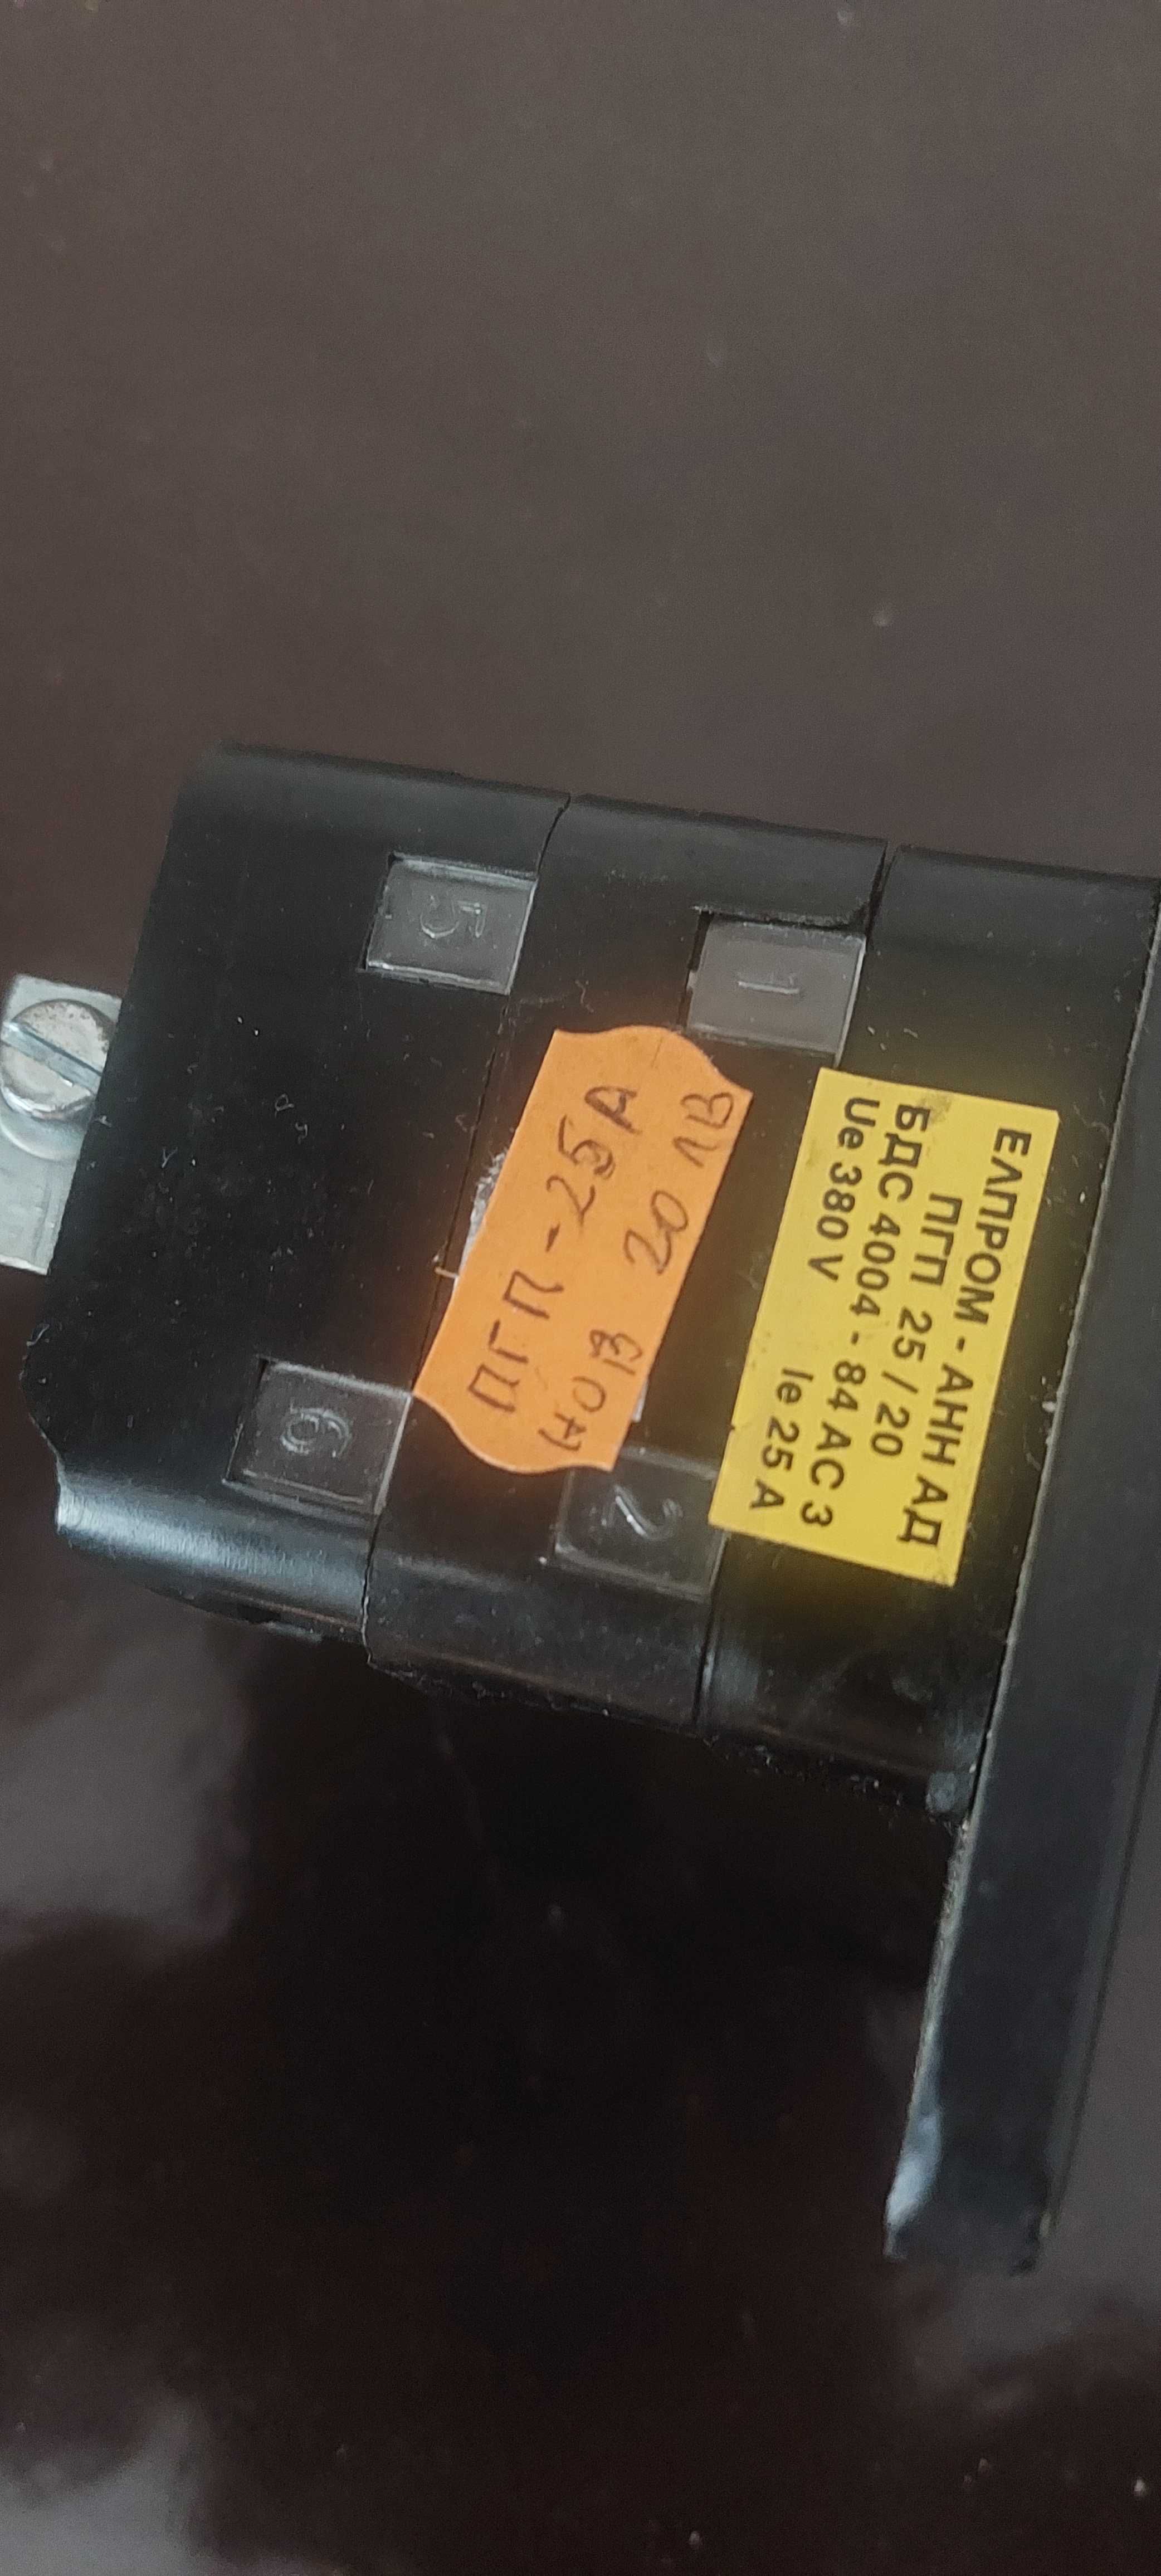 ЕЛПРОМ - АНН АД
ПГП 25 / 20
БДС 4004 - 84 АС 3
Ue 380 V Ie 25 A
ПГП - 25 А
НОВ 20 ЛВ
5
1
6
2